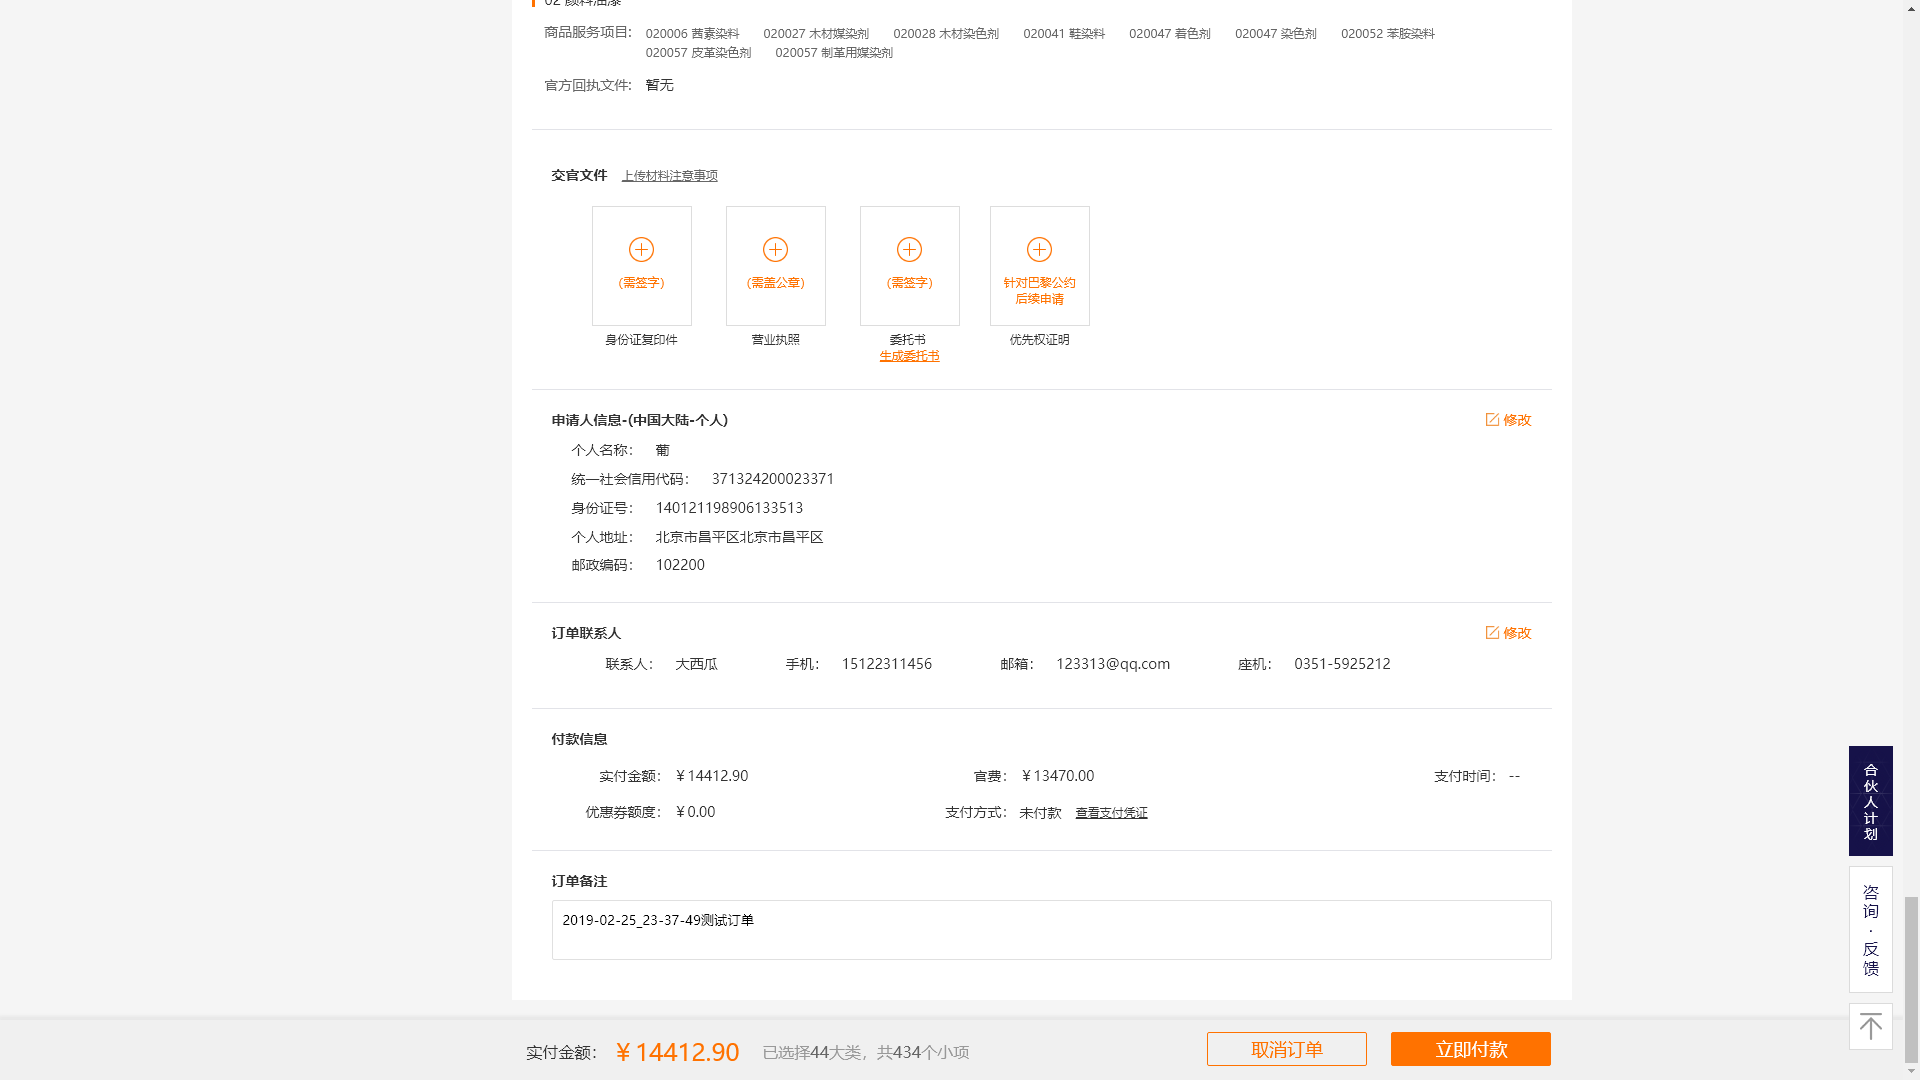 02 颜料油漆
商品服务项目: 020006 茜素染料 020027 木材媒染剂 020028 木材染色剂 020041 鞋染料 020047 着色剂 020047 染色剂 020052 苯胺染料
020057 皮革染色剂 020057 制革用媒染剂
官方回执文件: 暂无
交官文件 上传材料注意事项
(需签字) (需盖公章) (需签字) 针对巴黎公约
后续申请
身份证复印件 营业执照 委托书 优先权证明
生成委托书
申请人信息-(中国大陆-个人) 修改
个人名称： 葡
统一社会信用代码： 371324200023371
身份证号： 140121198906133513
个人地址： 北京市昌平区北京市昌平区
邮政编码： 102200
订单联系人 修改
联系人： 大西瓜 手机： 15122311456 邮箱： 123313@qq.com 座机： 0351-5925212
付款信息
实付金额： ￥14412.90 官费： ￥13470.00 支付时间： --
优惠券额度： ￥0.00 支付方式： 未付款 查看支付凭证
订单备注
2019-02-25_23-37-49测试订单
实付金额： ￥14412.90 已选择44大类，共434个小项 取消订单 立即付款
合伙人计划
咨询·反馈